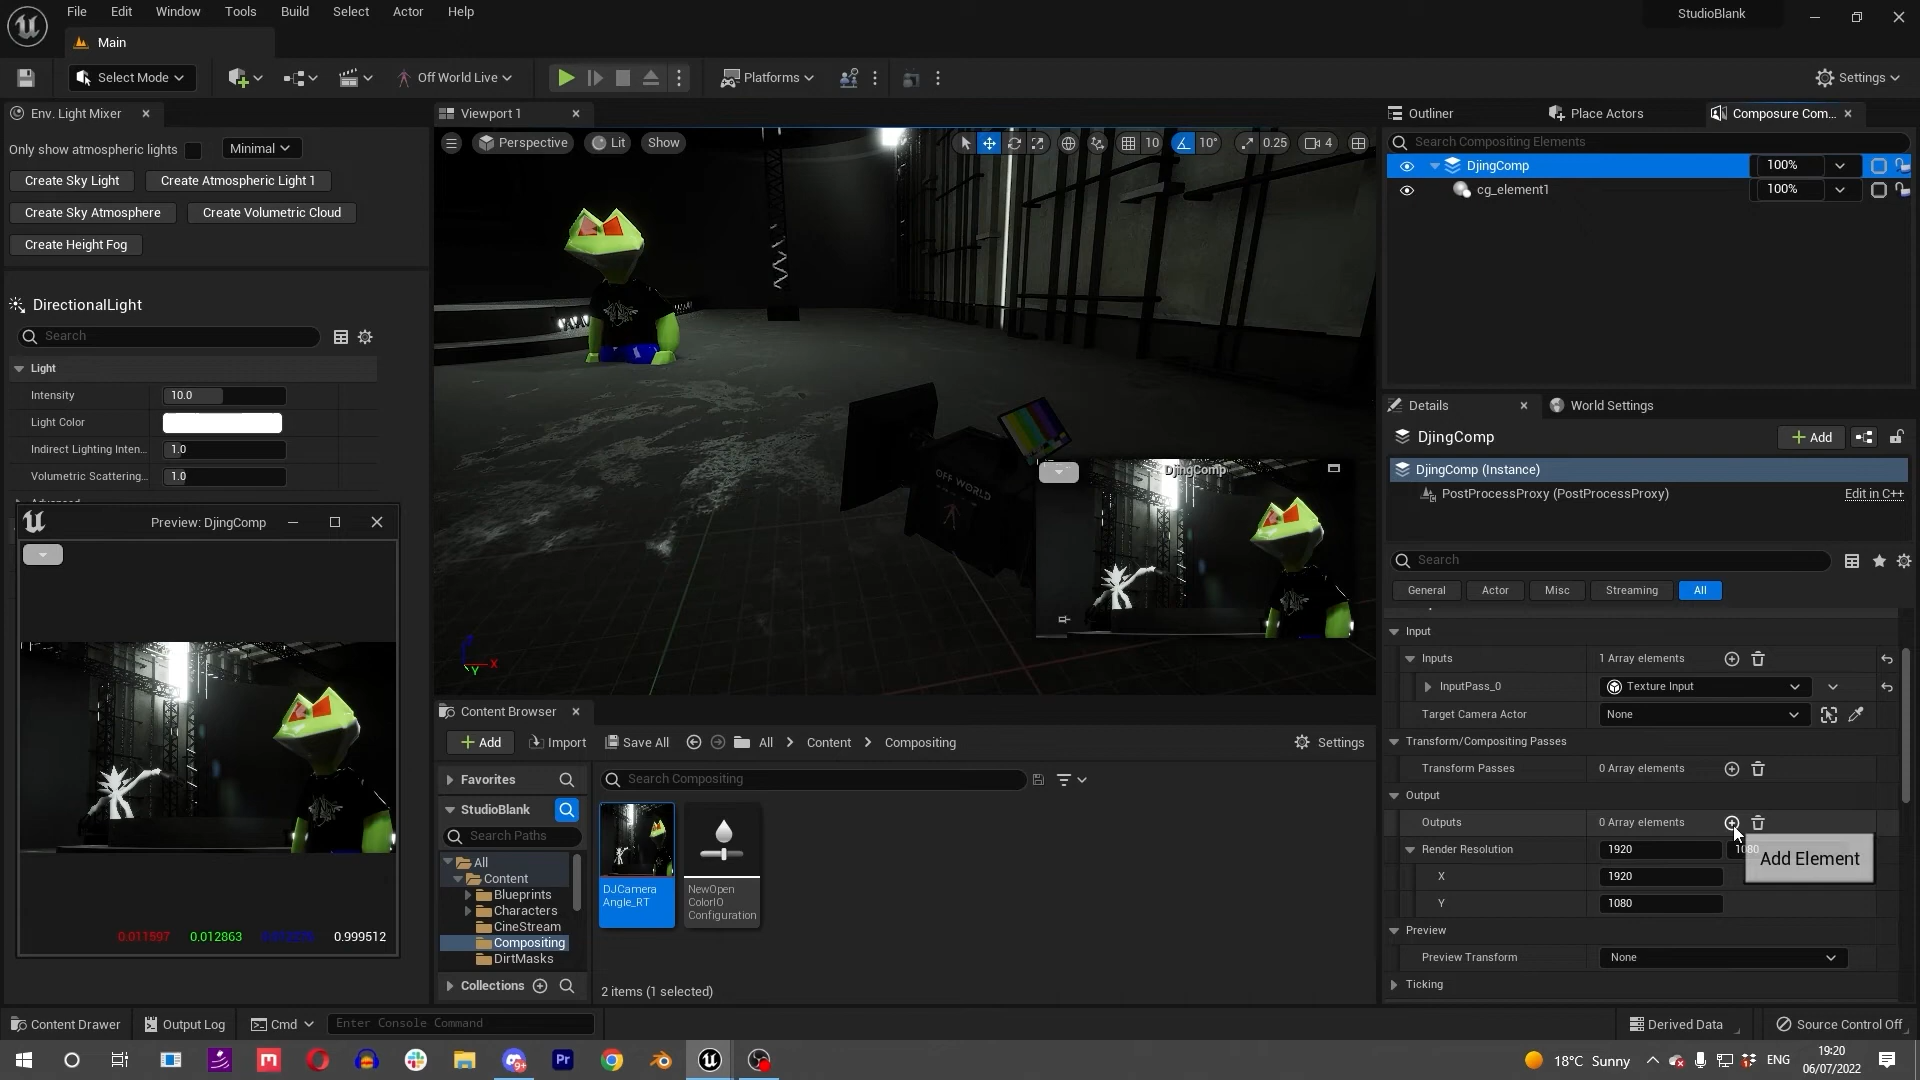 File Edit Window Tools Build Select Actor Help
StudioBlank
Main
Select Mode
Off World Live
Platforms
Settings
Env. Light Mixer
Only show atmospheric lights
Minimal
Create Sky Light
Create Atmospheric Light 1
Create Sky Atmosphere
Create Volumetric Cloud
Create Height Fog
DirectionalLight
Search
Light
Intensity 10.0
Light Color
Indirect Lighting Inten... 1.0
Volumetric Scattering... 1.0
Preview: DjingComp
0.011597 0.012863 0.999512
Viewport 1
Perspective Lit Show
10 10° 0.25 4
OFF WORLD
DjingComp
X
Y
Content Browser
Add Import Save All All Content Compositing Settings
Favorites
Search Compositing
StudioBlank
Search Paths
All
Content
Blueprints
Characters
CineStream
Compositing
DirtMasks
Collections
DJCamera
Angle_RT
NewOpen
ColorIO
Configuration
2 items (1 selected)
Outliner Place Actors Composure Com...
Search Compositing Elements
DjingComp 100%
cg_element1 100%
Details World Settings
DjingComp Add
DjingComp (Instance)
PostProcessProxy (PostProcessProxy) Edit in C++
Search
General Actor Misc Streaming All
Input
Inputs 1 Array elements
InputPass_0 Texture Input
Target Camera Actor None
Transform/Compositing Passes
Transform Passes 0 Array elements
Output
Outputs 0 Array elements
Render Resolution 1920 1080
Add Element
X 1920
Y 1080
Preview
Preview Transform None
Ticking
Content Drawer Output Log Cmd Enter Console Command Derived Data Source Control Off
9+ Pr 18°C Sunny ENG
19:20
06/07/2022